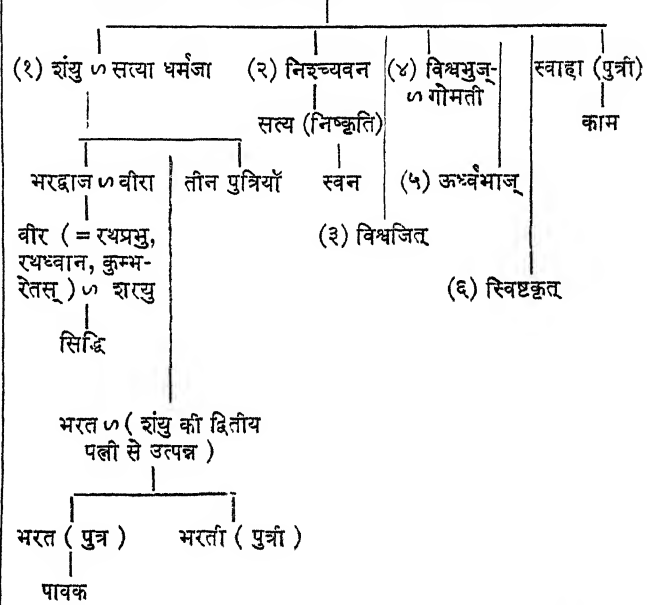 (१) शंयु ᔕ सत्या धर्मजा (२) निश्च्यवन (४) विश्वभुज्- स्वाहा (पुत्री)
ᔕ गोमती
सत्य (निष्कृति) काम
भरद्वाज ᔕ वीरा तीन पुत्रियाँ स्वन (५) ऊर्ध्वभाज्
वीर ( = रथप्रभु, (३) विश्वजित्
रथध्वान, कुम्भ-
रेतस् ) ᔕ शरयु (६) स्विष्टकृत्
सिद्धि
भरत ᔕ ( शंयु की द्वितीय
पत्नी से उत्पन्न )
भरत ( पुत्र ) भरती ( पुत्री )
पावक